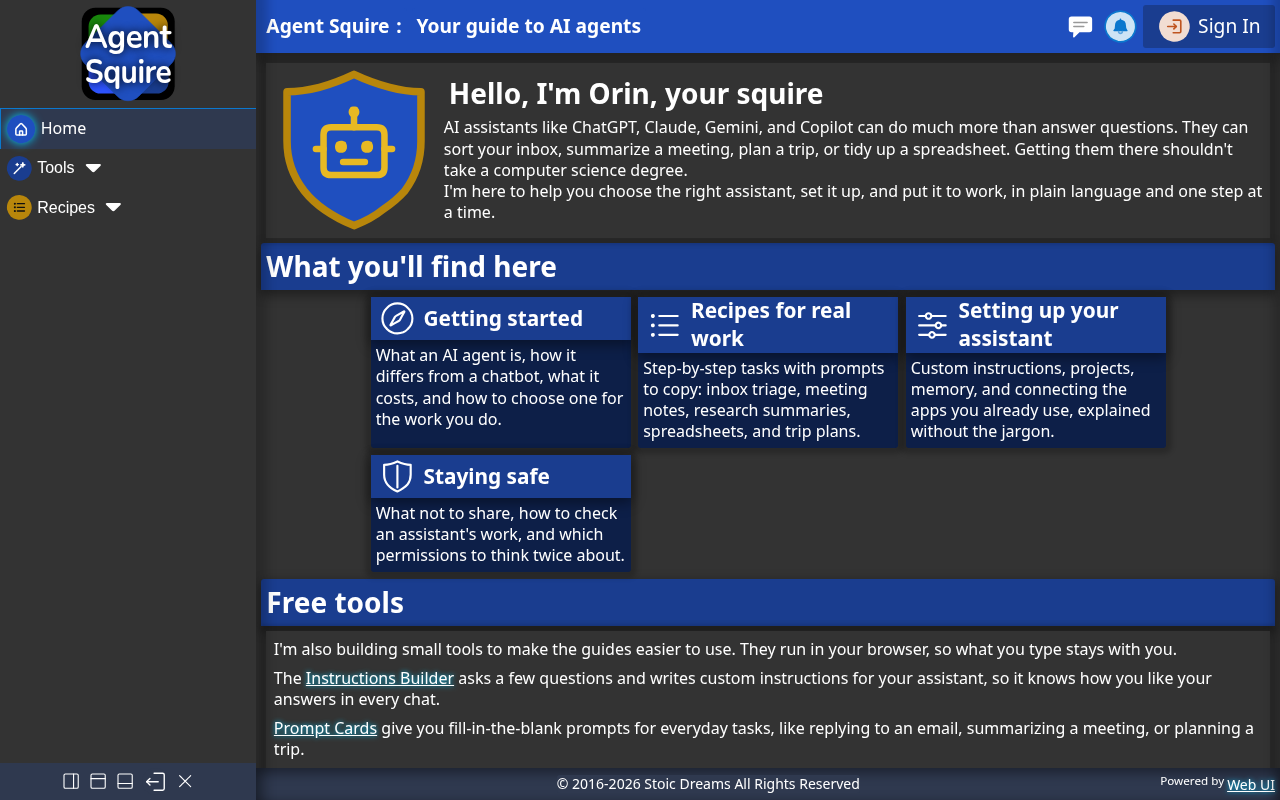 Agent
Squire
Home
Tools
Recipes
Agent Squire : Your guide to AI agents
Sign In
Hello, I'm Orin, your squire
AI assistants like ChatGPT, Claude, Gemini, and Copilot can do much more than answer questions. They can
sort your inbox, summarize a meeting, plan a trip, or tidy up a spreadsheet. Getting them there shouldn't
take a computer science degree.
I'm here to help you choose the right assistant, set it up, and put it to work, in plain language and one step at
a time.
What you'll find here
Getting started
What an AI agent is, how it
differs from a chatbot, what it
costs, and how to choose one for
the work you do.
Recipes for real
work
Step-by-step tasks with prompts
to copy: inbox triage, meeting
notes, research summaries,
spreadsheets, and trip plans.
Setting up your
assistant
Custom instructions, projects,
memory, and connecting the
apps you already use, explained
without the jargon.
Staying safe
What not to share, how to check
an assistant's work, and which
permissions to think twice about.
Free tools
I'm also building small tools to make the guides easier to use. They run in your browser, so what you type stays with you.
The Instructions Builder asks a few questions and writes custom instructions for your assistant, so it knows how you like your
answers in every chat.
Prompt Cards give you fill-in-the-blank prompts for everyday tasks, like replying to an email, summarizing a meeting, or planning a
trip.
© 2016-2026 Stoic Dreams All Rights Reserved
Powered by Web UI